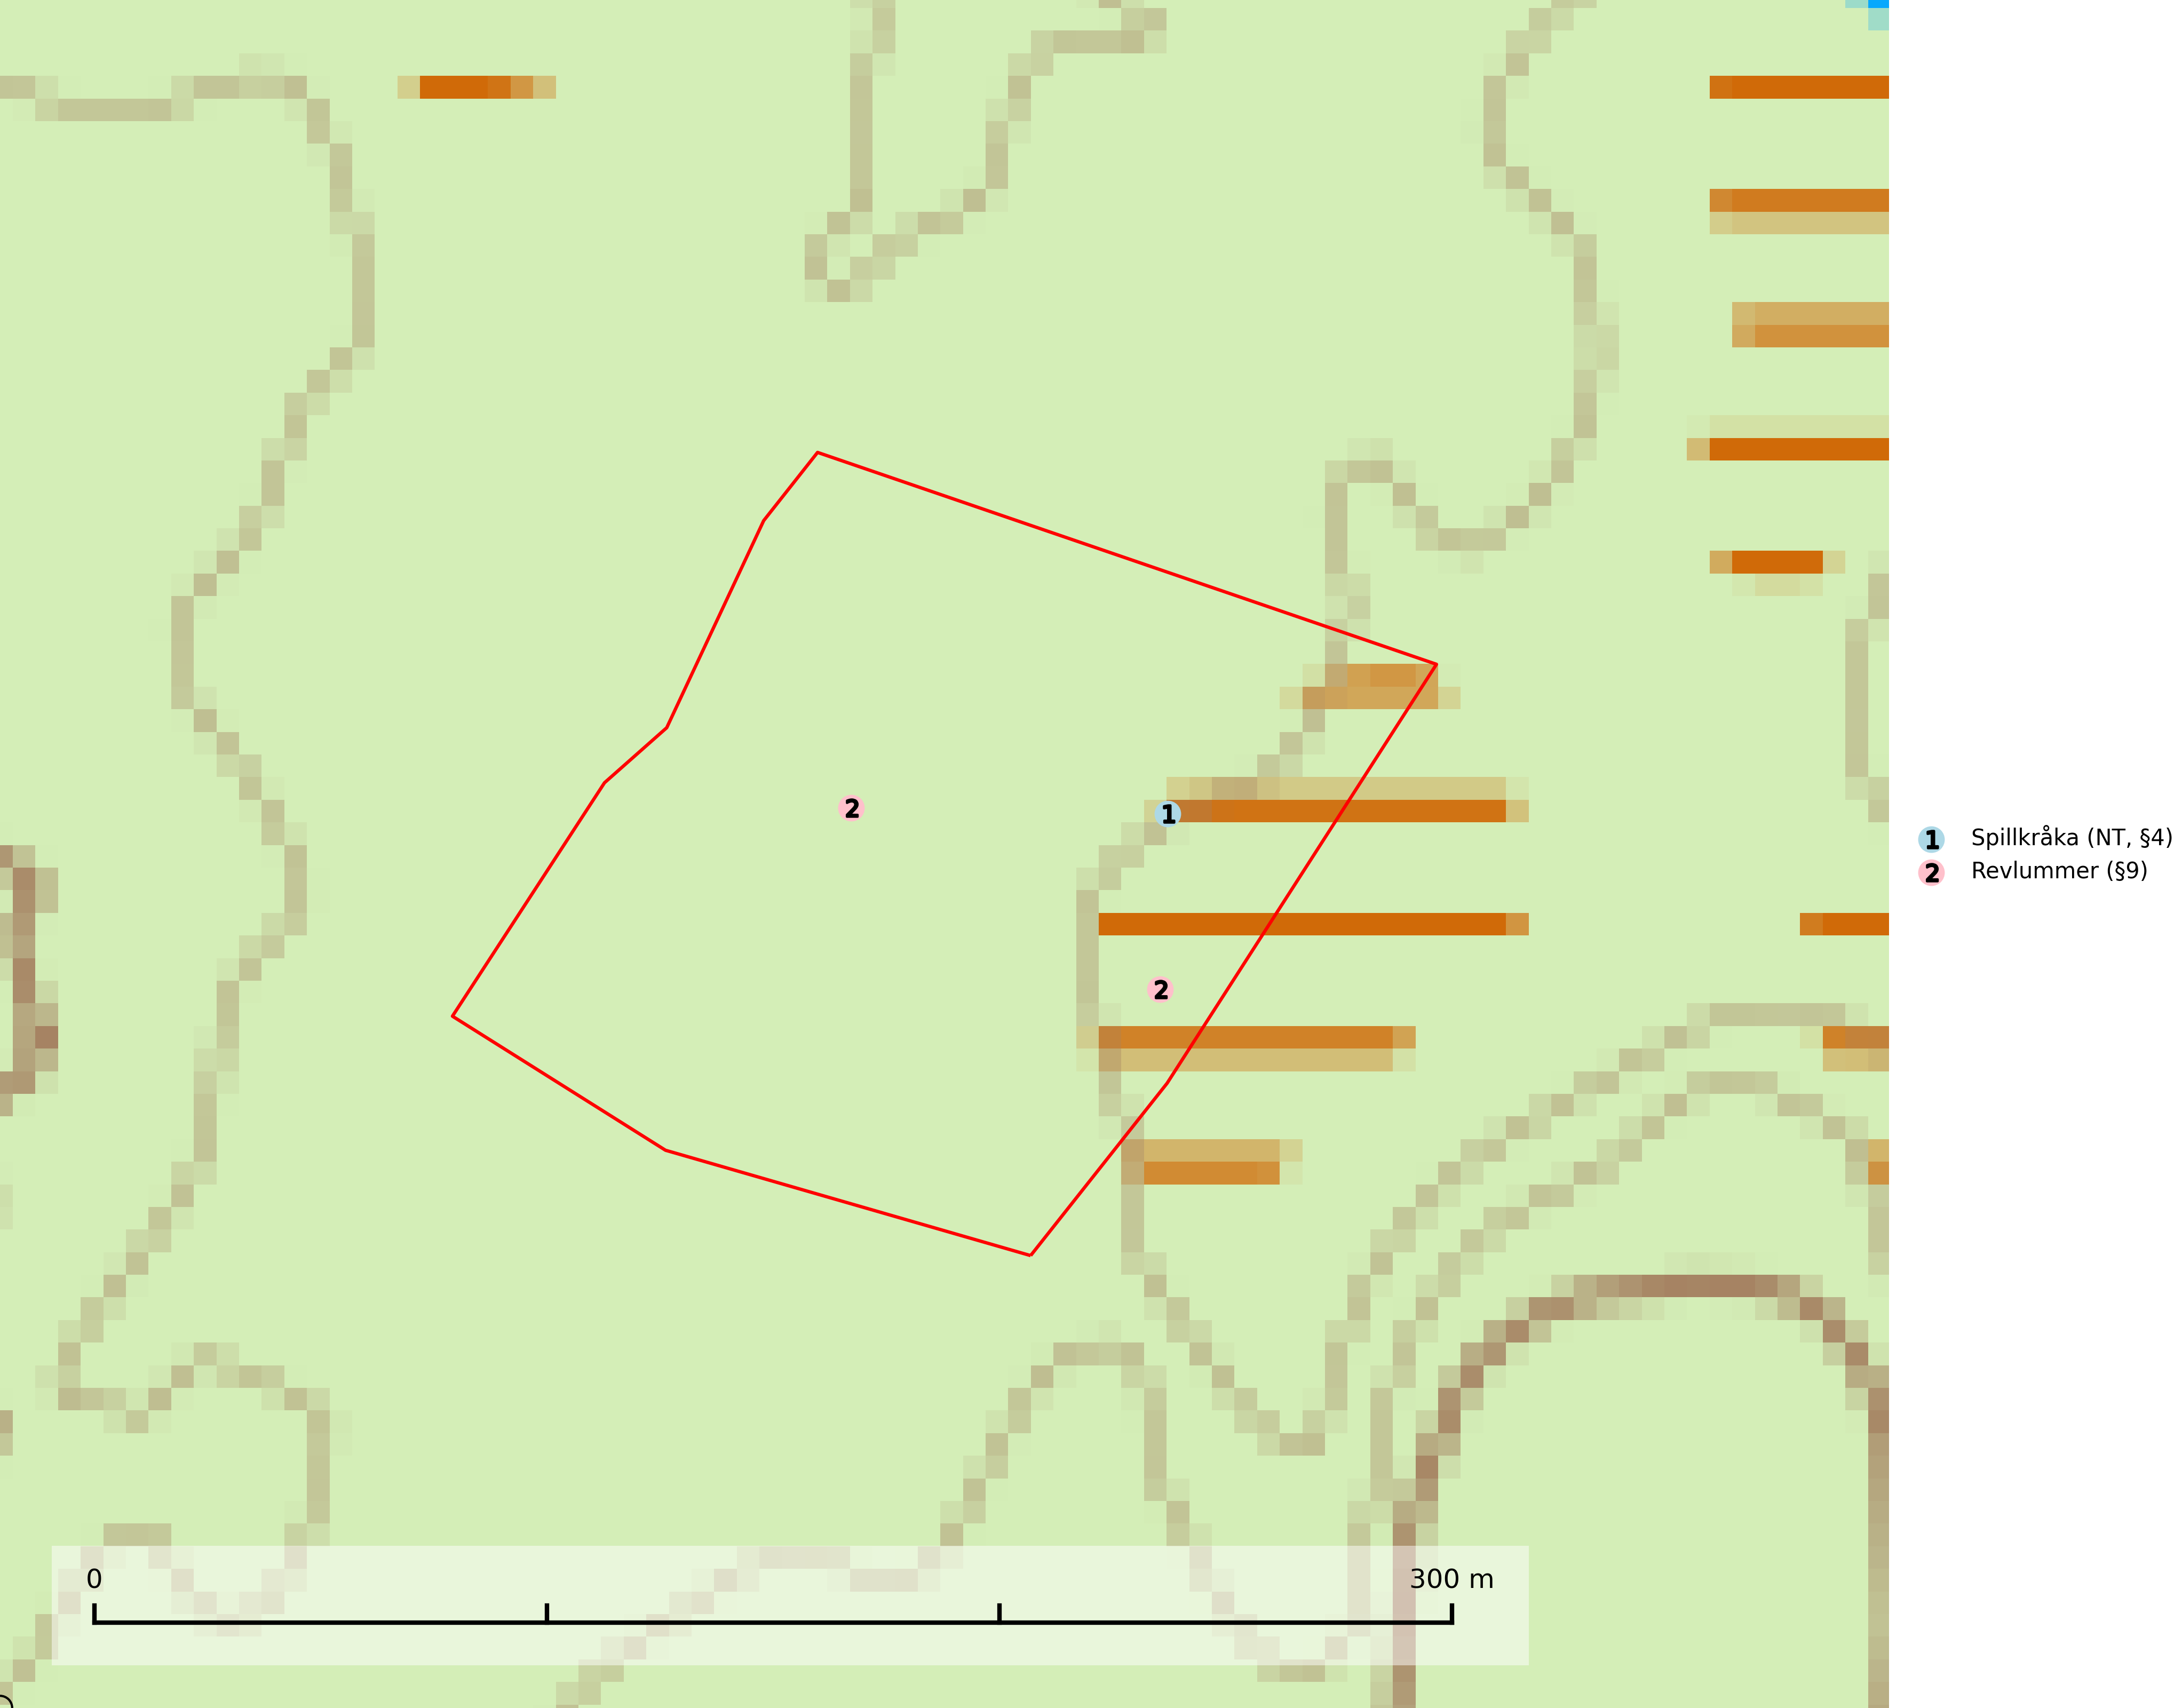 2
1
2
1 Spillkråka (NT, §4)
2 Revlummer (§9)
0 300 m